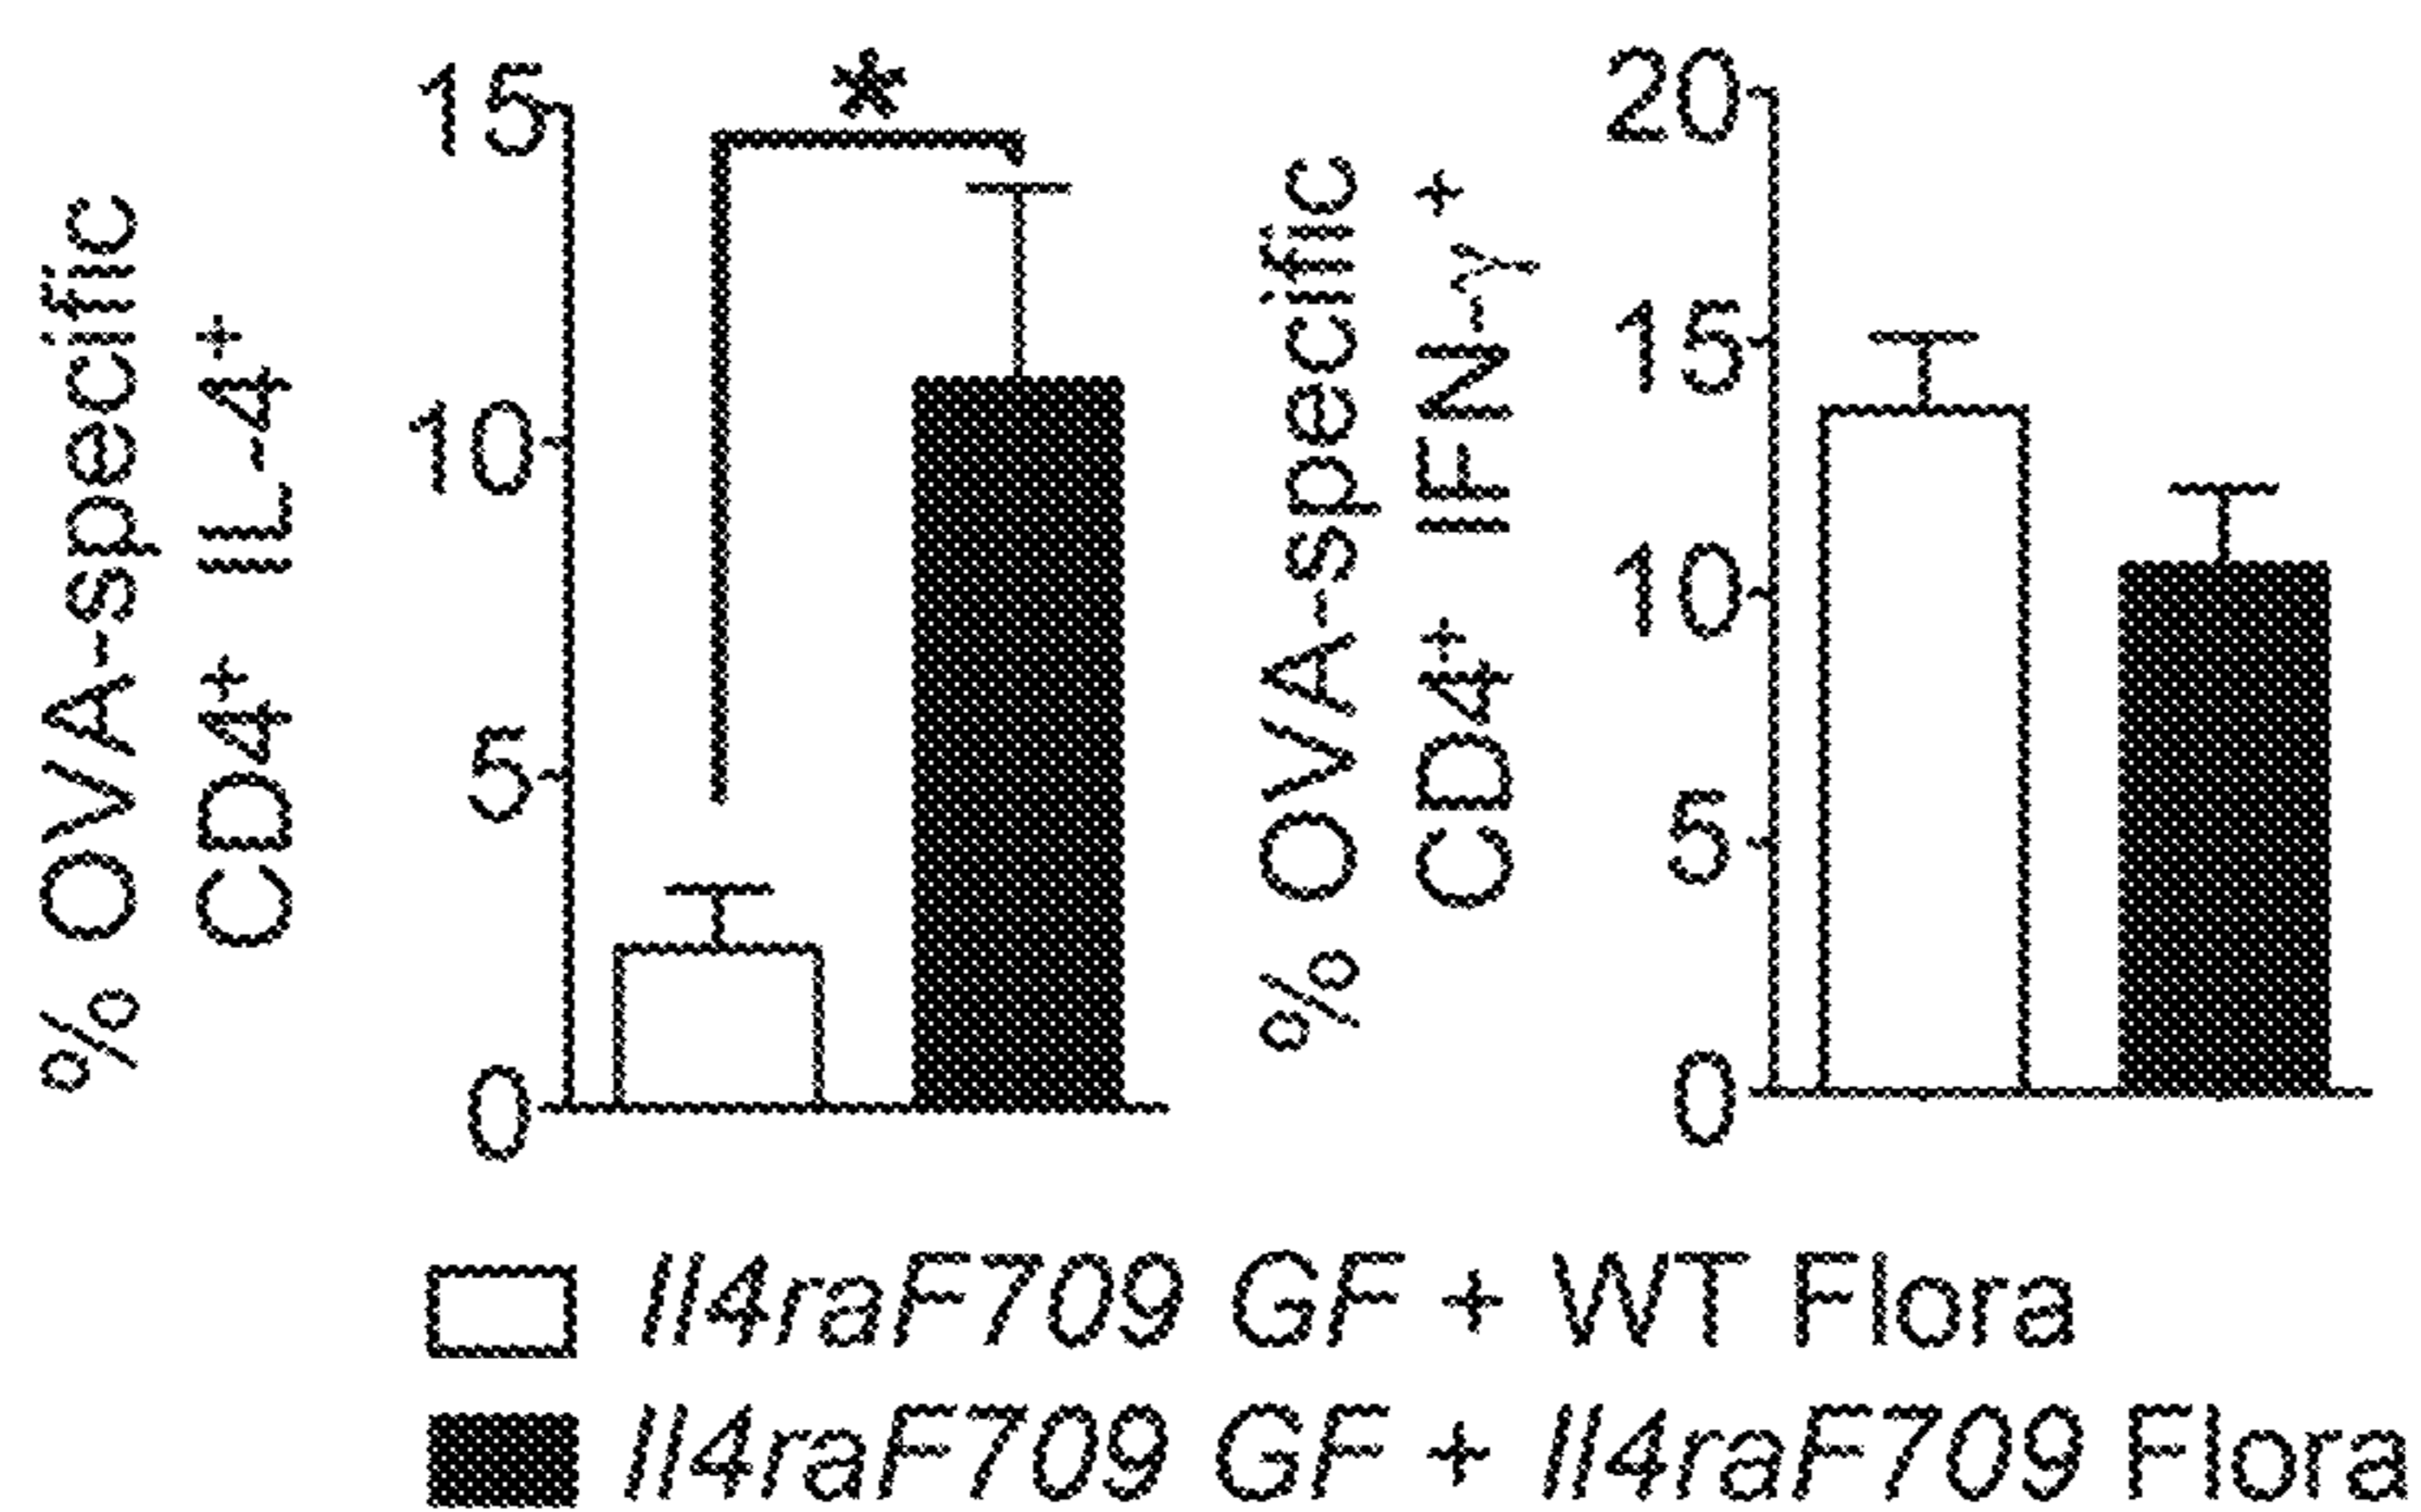 % OVA-specific
CD4⁺ IL-4⁺
15
*
10
5
0
% OVA-specific
CD4⁺ IFN-γ⁺
20
15
10
5
0
Il4raF709 GF + WT Flora
Il4raF709 GF + Il4raF709 Flora